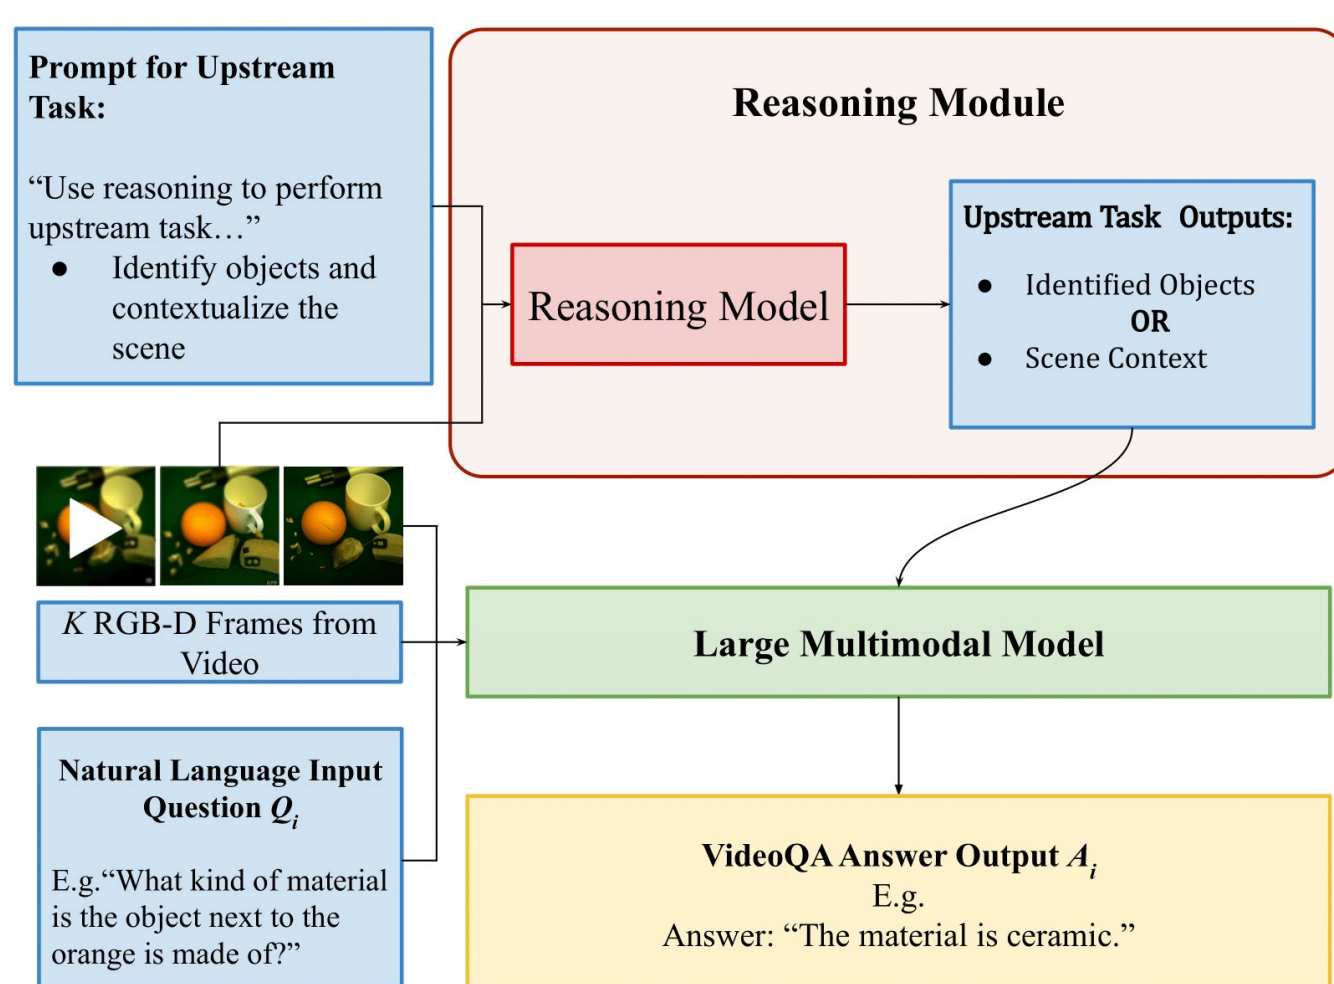 Prompt for Upstream
Task:
“Use reasoning to perform
upstream task…”
● Identify objects and
contextualize the
scene
Reasoning Module
Reasoning Model
Upstream Task Outputs:
● Identified Objects
OR
● Scene Context
K RGB-D Frames from
Video
Large Multimodal Model
Natural Language Input
Question Qi
E.g.“What kind of material
is the object next to the
orange is made of?”
VideoQA Answer Output Ai
E.g.
Answer: “The material is ceramic.”